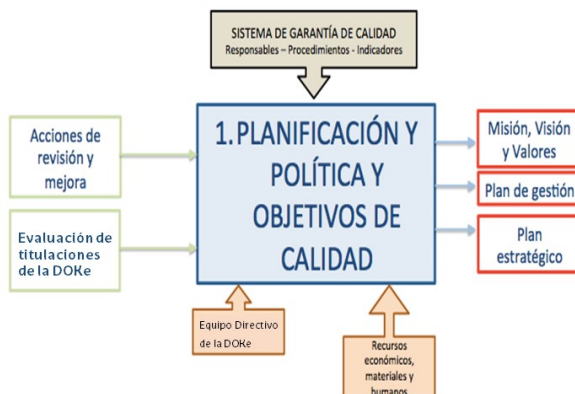 SISTEMA DE GARANTÍA DE CALIDAD
Responsables – Procedimientos - Indicadores
Acciones de
revisión y
mejora
Evaluación de
titulaciones
de la DOKe
1. PLANIFICACIÓN Y
POLÍTICA Y
OBJETIVOS DE
CALIDAD
Misión, Visión
y Valores
Plan de gestión
Plan
estratégico
Equipo Directivo
de la DOKe
Recursos
económicos,
materiales y
humanos